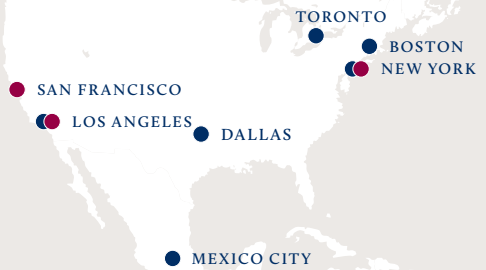 TORONTO
BOSTON
NEW YORK
SAN FRANCISCO
LOS ANGELES
DALLAS
MEXICO CITY